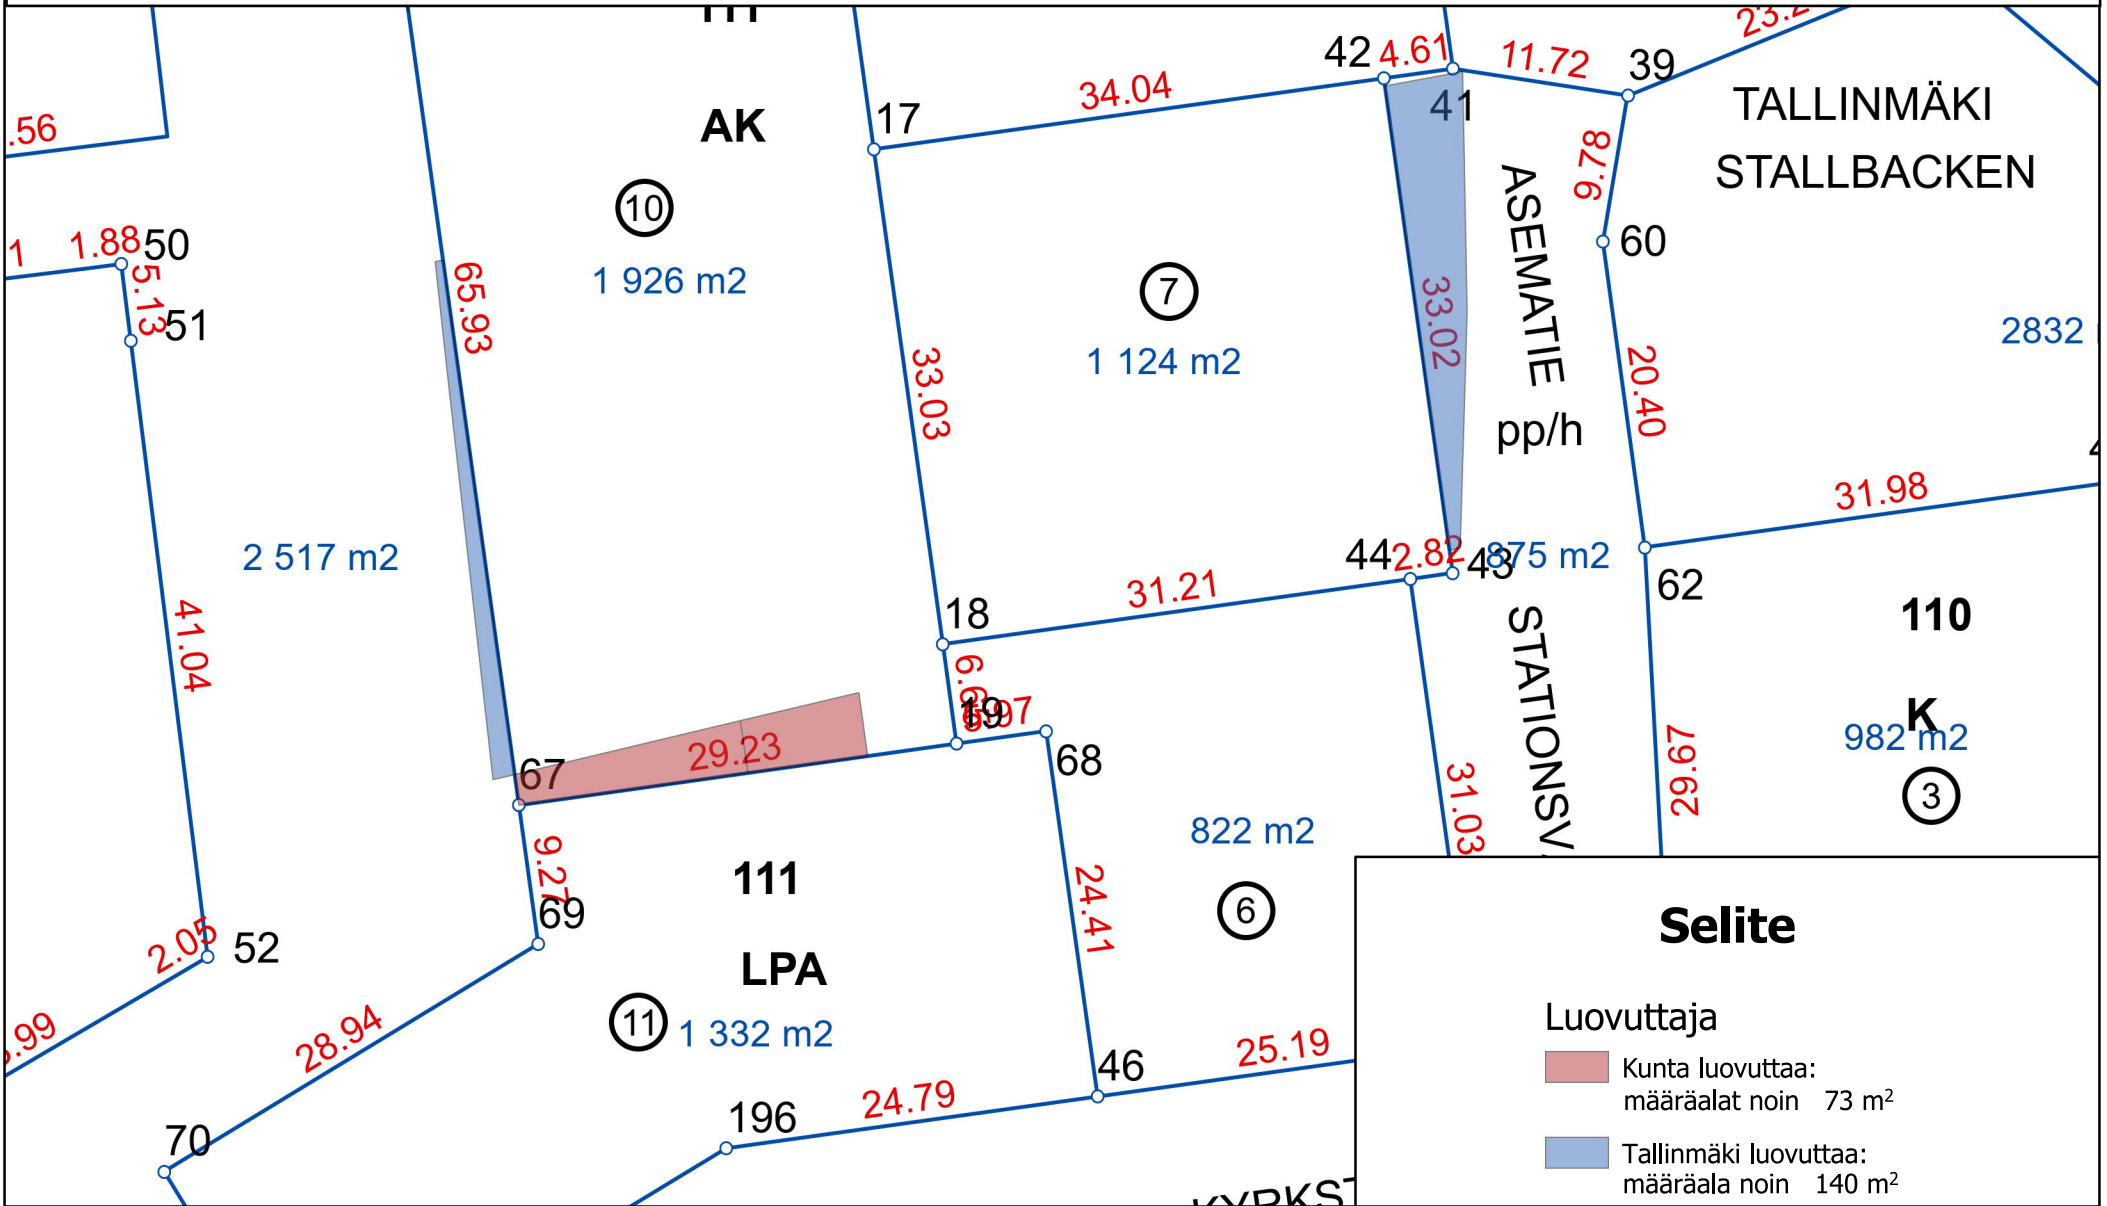 42
4.61
11.72
39
34.04
41
TALLINMÄKI
.56
AK
17
9.78
STALLBACKEN
10
ASEMATIE
1
1.88
50
60
5.13
65.93
1 926 m2
7
33.02
51
2832
33.03
1 124 m2
20.40
pp/h
31.98
2 517 m2
44
2.82
43
875 m2
62
31.21
110
41.04
18
STATIONSV
K
982 m2
19
29.23
67
68
29.67
3
31.03
822 m2
9.27
111
24.41
69
6
2.05
52
LPA
11
1 332 m2
28.94
.99
25.19
46
24.79
196
70
Selite
Luovuttaja
Kunta luovuttaa:
määräalat noin 73 m²
Tallinmäki luovuttaa:
määräala noin 140 m²